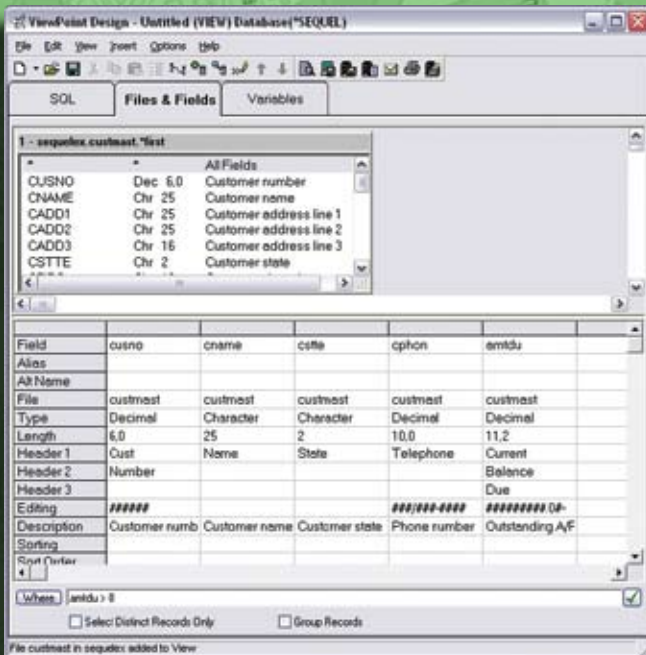 ViewPoint Design - Untitled (VIEW) Database(*SEQUEL)
File Edit View Insert Options Help
SQL Files & Fields Variables
1 - sequelex.custmast.*first
* * All Fields
CUSNO Dec 6,0 Customer number
CNAME Chr 25 Customer name
CADD1 Chr 25 Customer address line 1
CADD2 Chr 25 Customer address line 2
CADD3 Chr 16 Customer address line 3
CSTTE Chr 2 Customer state
Field cusno cname cstte cphon amtdu
Alias
Alt Name
File custmast custmast custmast custmast custmast
Type Decimal Character Character Decimal Decimal
Length 6,0 25 2 10,0 11,2
Header 1 Cust Name State Telephone Current
Header 2 Number Balance
Header 3 Due
Editing ###### ###/###-#### #########.0#-
Description Customer numb Customer name Customer state Phone number Outstanding A/F
Sorting
Sort Order
Where amtdu > 0
Select Distinct Records Only Group Records
File custmast in sequelex added to View